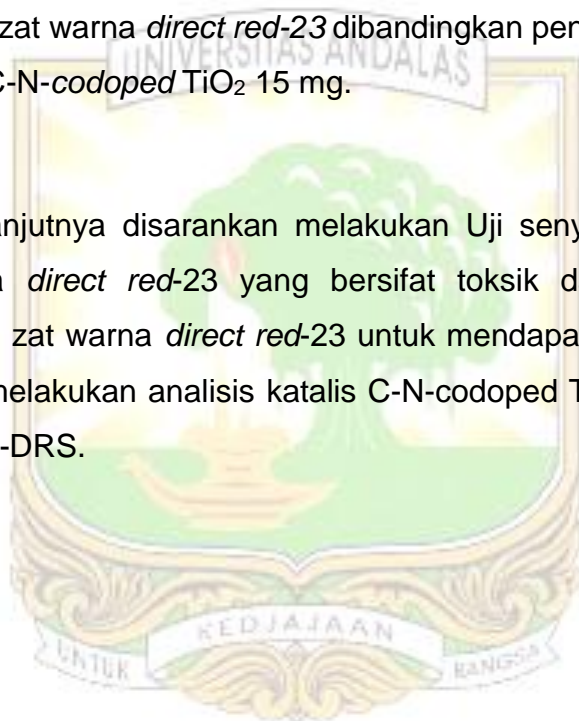 zat warna direct red-23 dibandingkan pen
UNIVERSITAS ANDALAS
C-N-codoped TiO₂ 15 mg.
anjutnya disarankan melakukan Uji seny
a direct red-23 yang bersifat toksik d
zat warna direct red-23 untuk mendapa
melakukan analisis katalis C-N-codoped T
-DRS.
KEDJAJAAN
UNTUK BANGSA